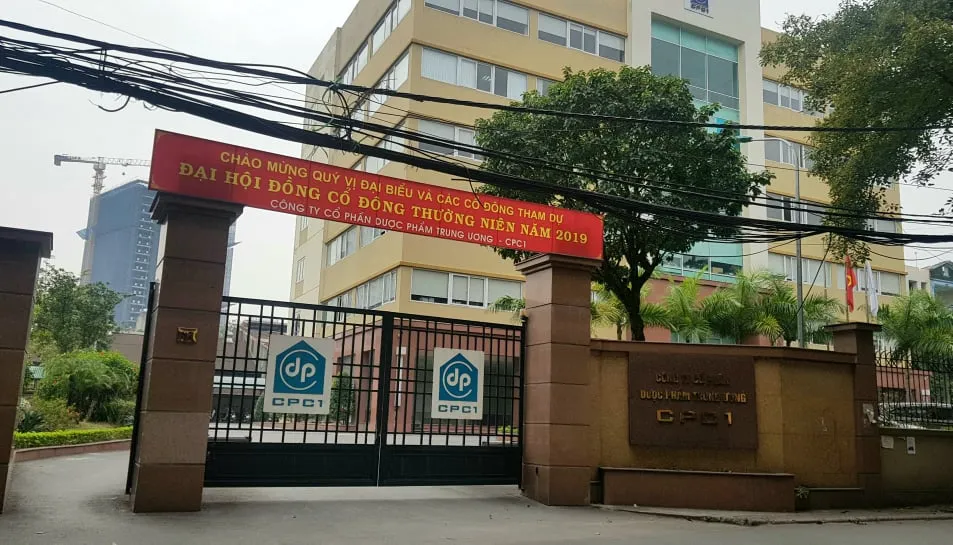 CPC1
CHÀO MỪNG QUÝ VỊ ĐẠI BIỂU VÀ CÁC CỔ ĐÔNG THAM DỰ
ĐẠI HỘI ĐỒNG CỔ ĐÔNG THƯỜNG NIÊN NĂM 2019
CÔNG TY CỔ PHẦN DƯỢC PHẨM TRUNG ƯƠNG - CPC1
dp
CPC1
dp
CPC1
CÔNG TY CỔ PHẦN
DƯỢC PHẨM TRUNG ƯƠNG
CPC1